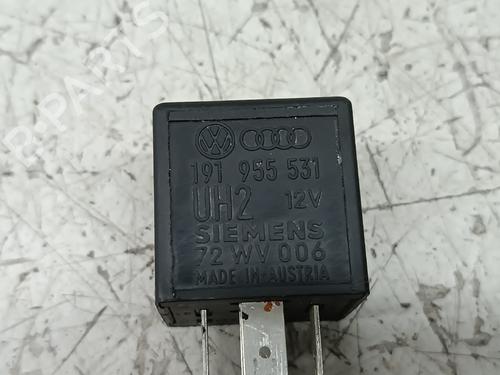 191 955 531
UH2 12V
SIEMENS
72 WV 006
MADE IN AUSTRIA